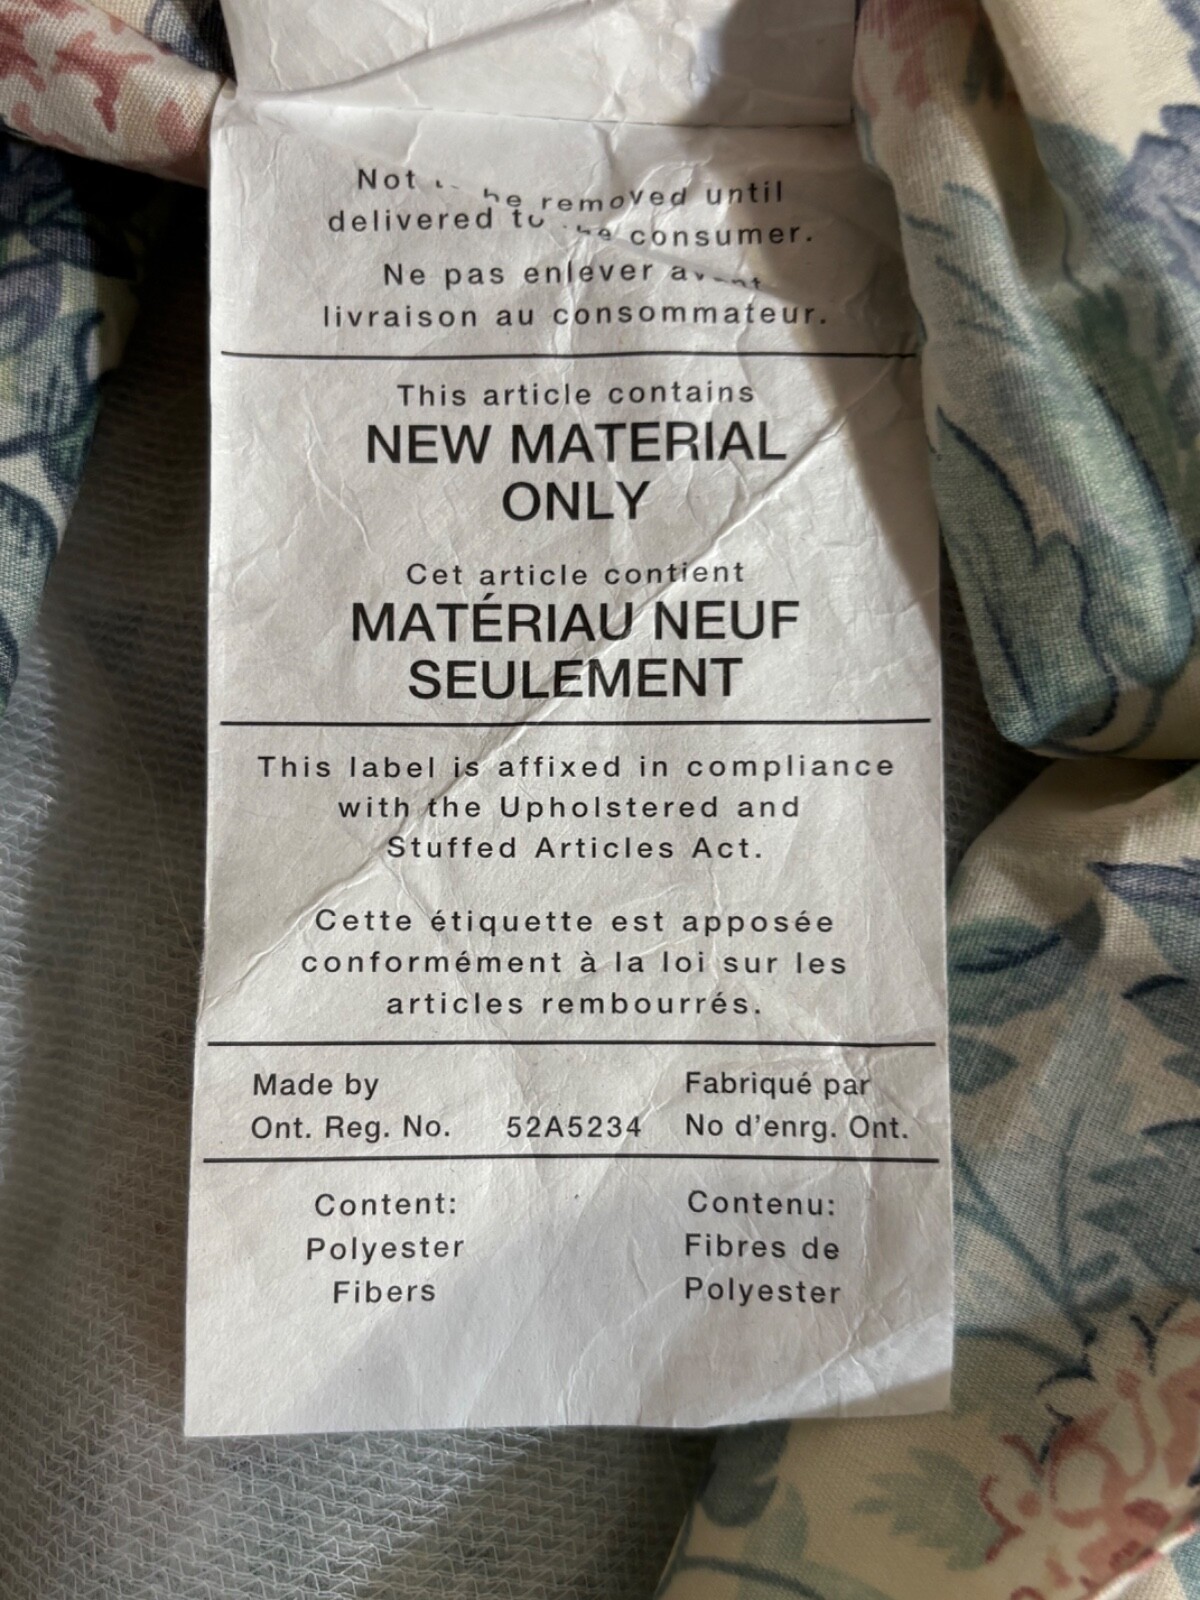 Not be removed until
delivered to the consumer.
Ne pas enlever avant
livraison au consommateur.
This article contains
NEW MATERIAL
ONLY
Cet article contient
MATÉRIAU NEUF
SEULEMENT
This label is affixed in compliance
with the Upholstered and
Stuffed Articles Act.
Cette étiquette est apposée
conformément à la loi sur les
articles rembourrés.
Made by Fabriqué par
Ont. Reg. No. 52A5234 No d'enrg. Ont.
Content: Contenu:
Polyester Fibres de
Fibers Polyester